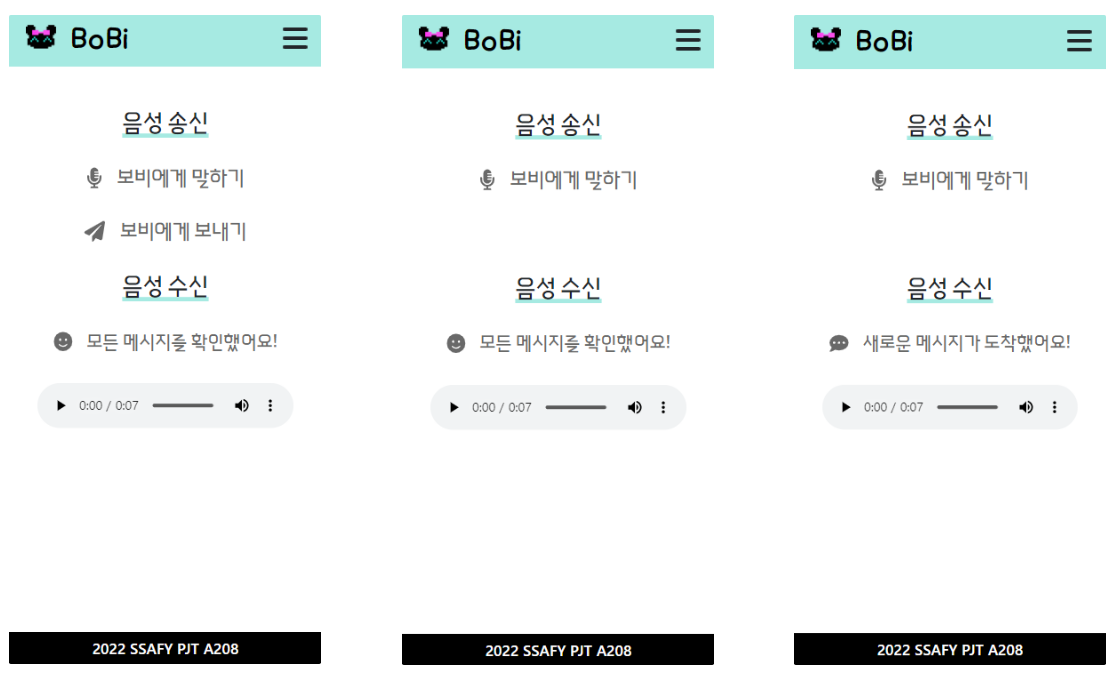 BoBi
음성 송신
보비에게 말하기
보비에게 보내기
음성 수신
모든 메시지를 확인했어요!
0:00 / 0:07
2022 SSAFY PJT A208
BoBi
음성 송신
보비에게 말하기
음성 수신
모든 메시지를 확인했어요!
0:00 / 0:07
2022 SSAFY PJT A208
BoBi
음성 송신
보비에게 말하기
음성 수신
새로운 메시지가 도착했어요!
0:00 / 0:07
2022 SSAFY PJT A208